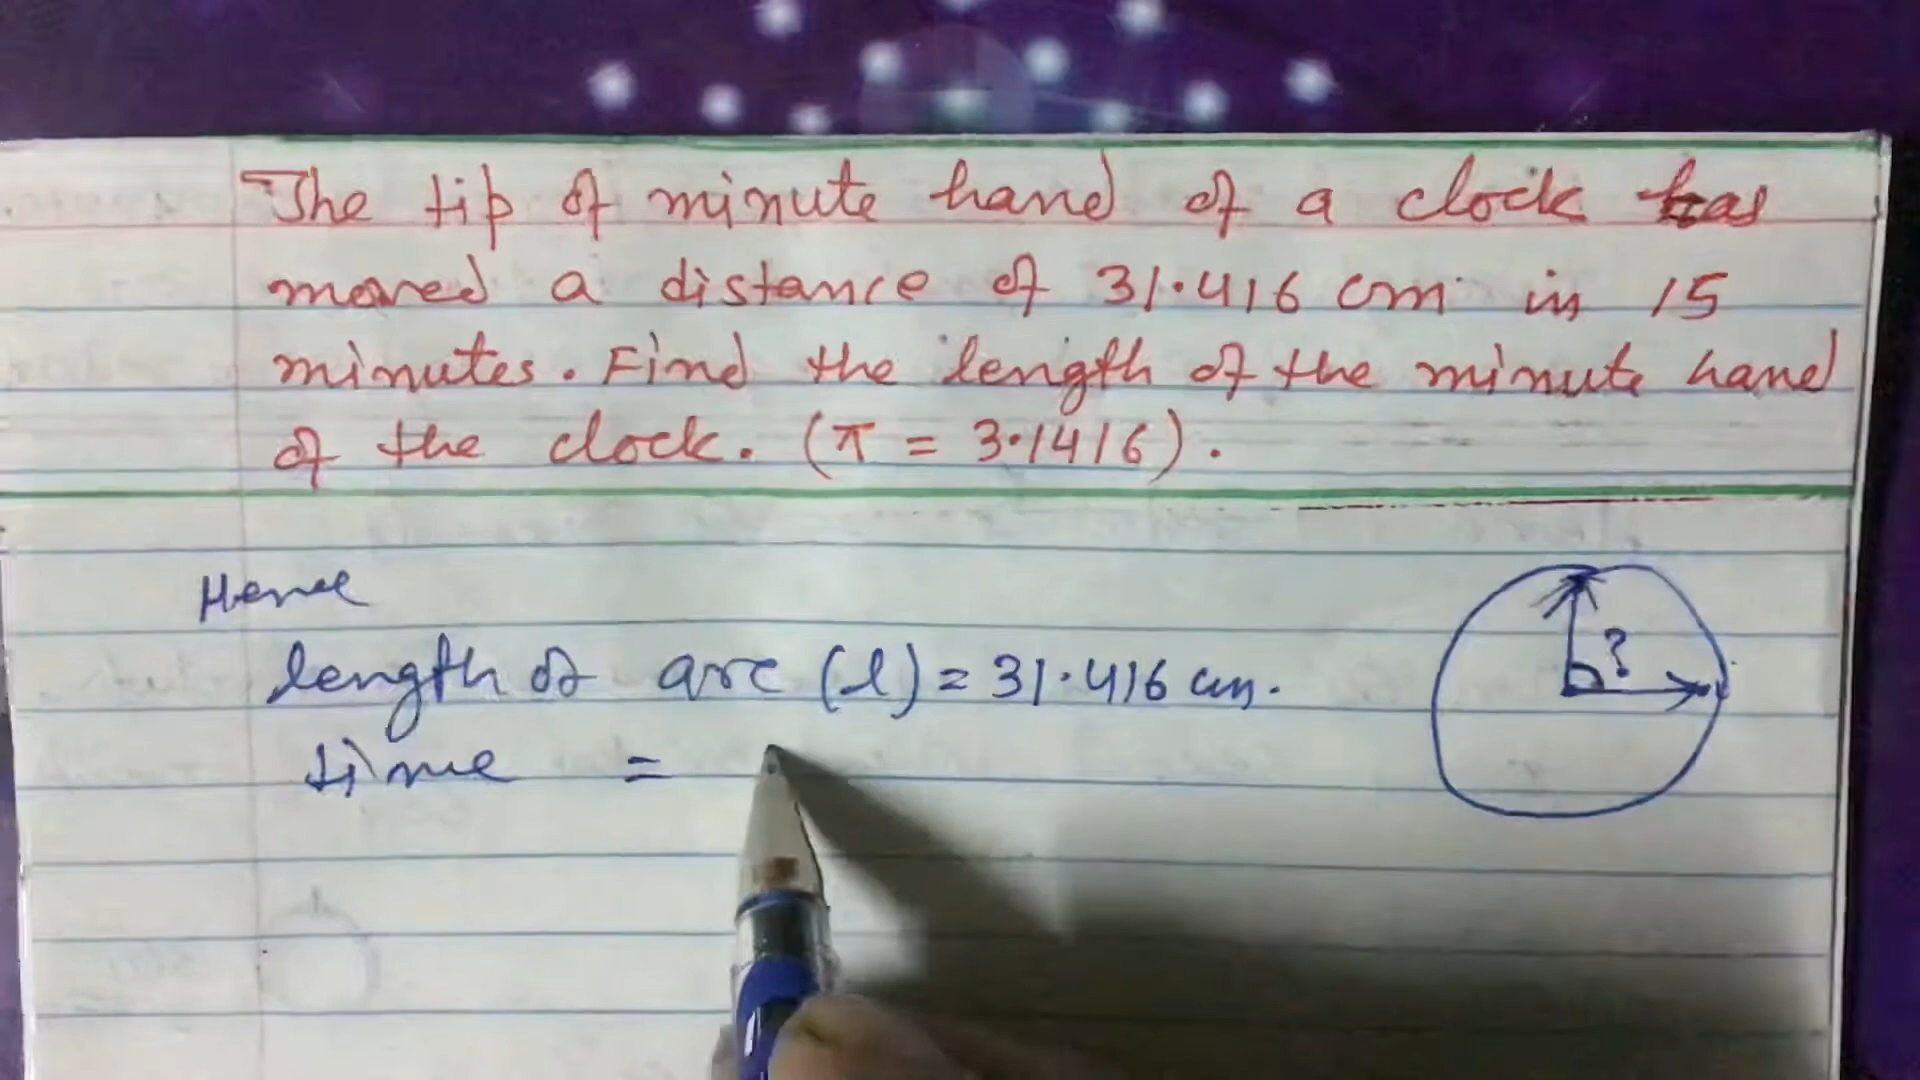 The tip of minute hand of a clock has
moved a distance of 31.416 cm in 15
minutes. Find the length of the minute hand
of the clock. (π = 3.1416).
Hence
length of arc (l) = 31.416 cm.
time =
?